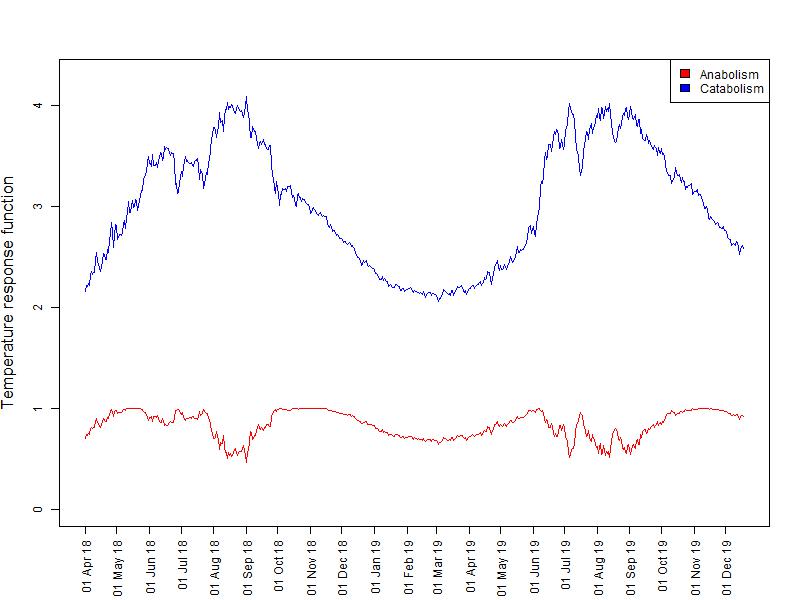 Anabolism
Catabolism
Temperature response function
4
3
2
1
0
01 Apr 18
01 May 18
01 Jun 18
01 Jul 18
01 Aug 18
01 Sep 18
01 Oct 18
01 Nov 18
01 Dec 18
01 Jan 19
01 Feb 19
01 Mar 19
01 Apr 19
01 May 19
01 Jun 19
01 Jul 19
01 Aug 19
01 Sep 19
01 Oct 19
01 Nov 19
01 Dec 19